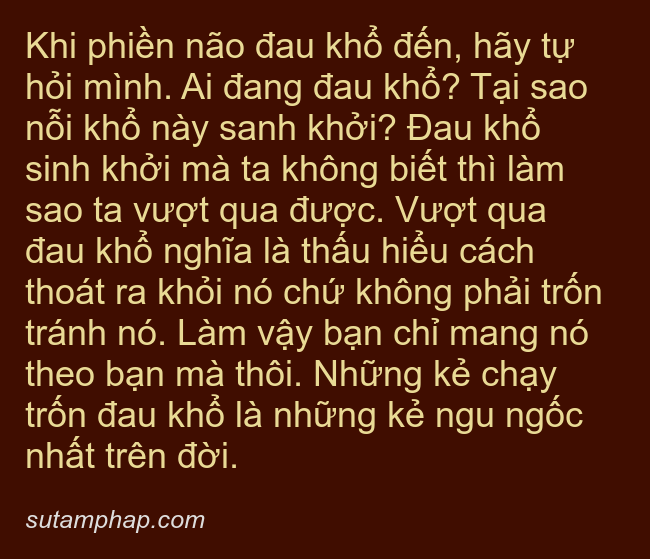 Khi phiền não đau khổ đến, hãy tự
hỏi mình. Ai đang đau khổ? Tại sao
nỗi khổ này sanh khởi? Đau khổ
sinh khởi mà ta không biết thì làm
sao ta vượt qua được. Vượt qua
đau khổ nghĩa là thấu hiểu cách
thoát ra khỏi nó chứ không phải trốn
tránh nó. Làm vậy bạn chỉ mang nó
theo bạn mà thôi. Những kẻ chạy
trốn đau khổ là những kẻ ngu ngốc
nhất trên đời.
sutamphap.com